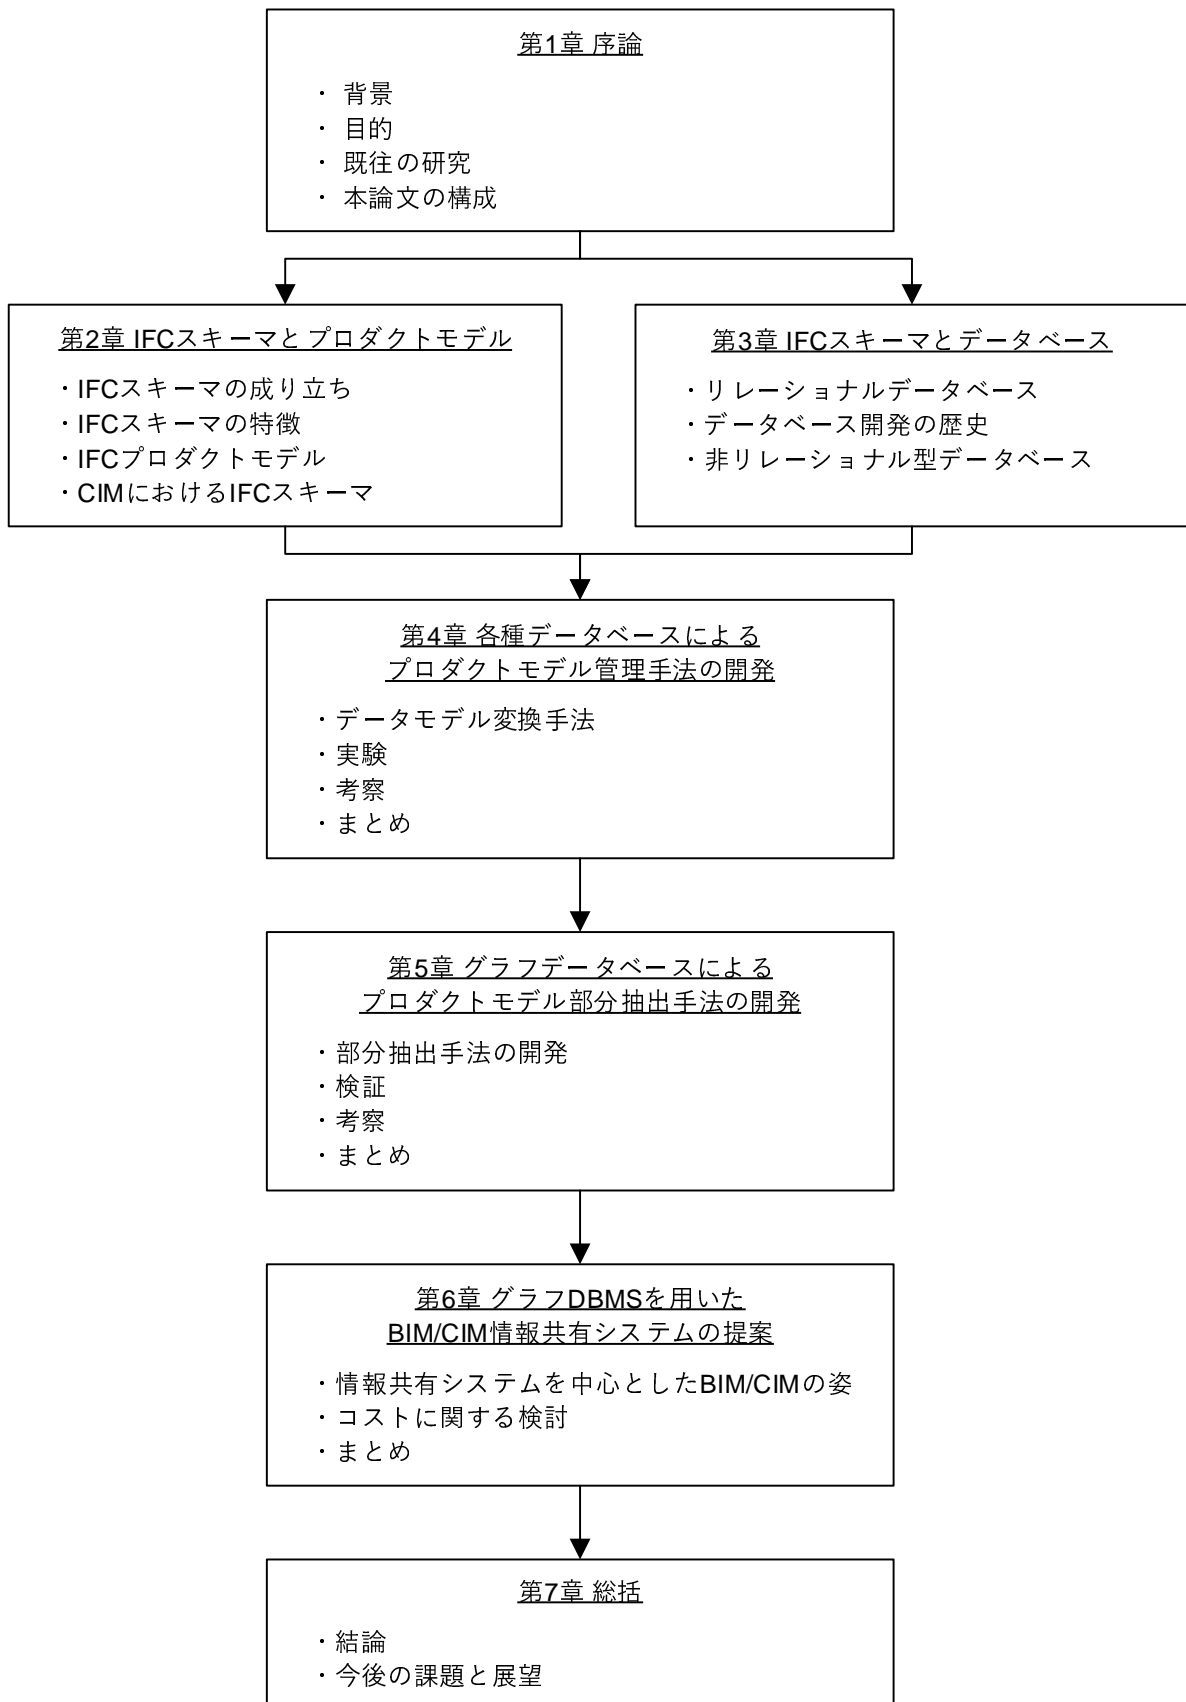 第1章 序論
・ 背景
・ 目的
・ 既往の研究
・ 本論文の構成
第2章 IFCスキーマとプロダクトモデル
・IFCスキーマの成り立ち
・IFCスキーマの特徴
・IFCプロダクトモデル
・CIMにおけるIFCスキーマ
第3章 IFCスキーマとデータベース
・リレーショナルデータベース
・データベース開発の歴史
・非リレーショナル型データベース
第4章 各種データベースによる
プロダクトモデル管理手法の開発
・データモデル変換手法
・実験
・考察
・まとめ
第5章 グラフデータベースによる
プロダクトモデル部分抽出手法の開発
・部分抽出手法の開発
・検証
・考察
・まとめ
第6章 グラフDBMSを用いた
BIM/CIM情報共有システムの提案
・情報共有システムを中心としたBIM/CIMの姿
・コストに関する検討
・まとめ
第7章 総括
・結論
・今後の課題と展望